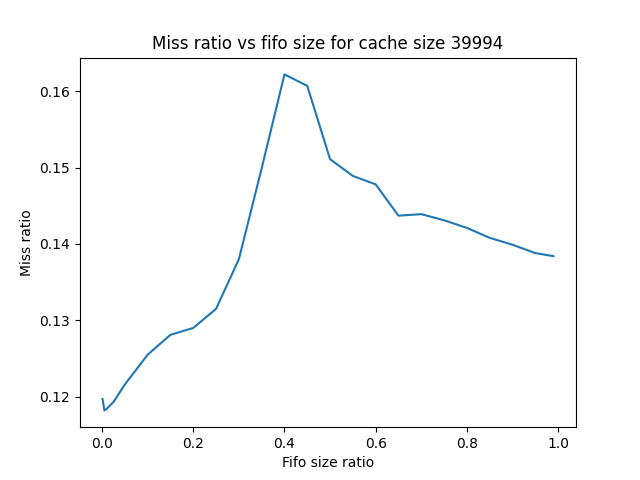 Miss ratio vs fifo size for cache size 39994
0.16
0.15
0.14
0.13
0.12
Miss ratio
0.0 0.2 0.4 0.6 0.8 1.0
Fifo size ratio